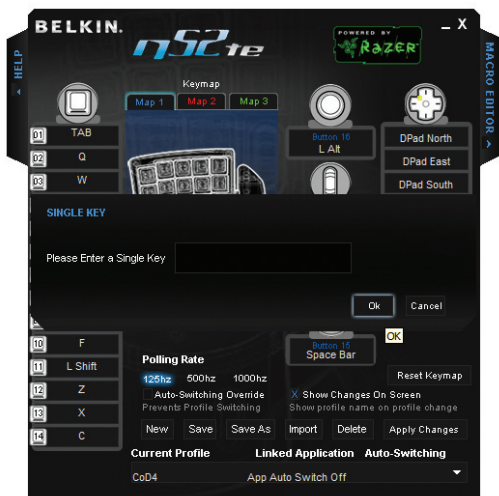 BELKIN.
n52te
POWERED BY
RAZER
_ X
HELP
MACRO EDITOR
Keymap
Map 1 Map 2 Map 3
01 TAB
02 Q
03 W
Button 16
L Alt
DPad North
DPad East
DPad South
SINGLE KEY
Please Enter a Single Key
Ok Cancel
OK
10 F
11 L Shift
12 Z
13 X
14 C
Button 15
Space Bar
Polling Rate
125hz 500hz 1000hz
Reset Keymap
Auto-Switching Override
Prevents Profile Switching
X Show Changes On Screen
Show profile name on profile change
New Save Save As Import Delete Apply Changes
Current Profile Linked Application Auto-Switching
CoD4 App Auto Switch Off